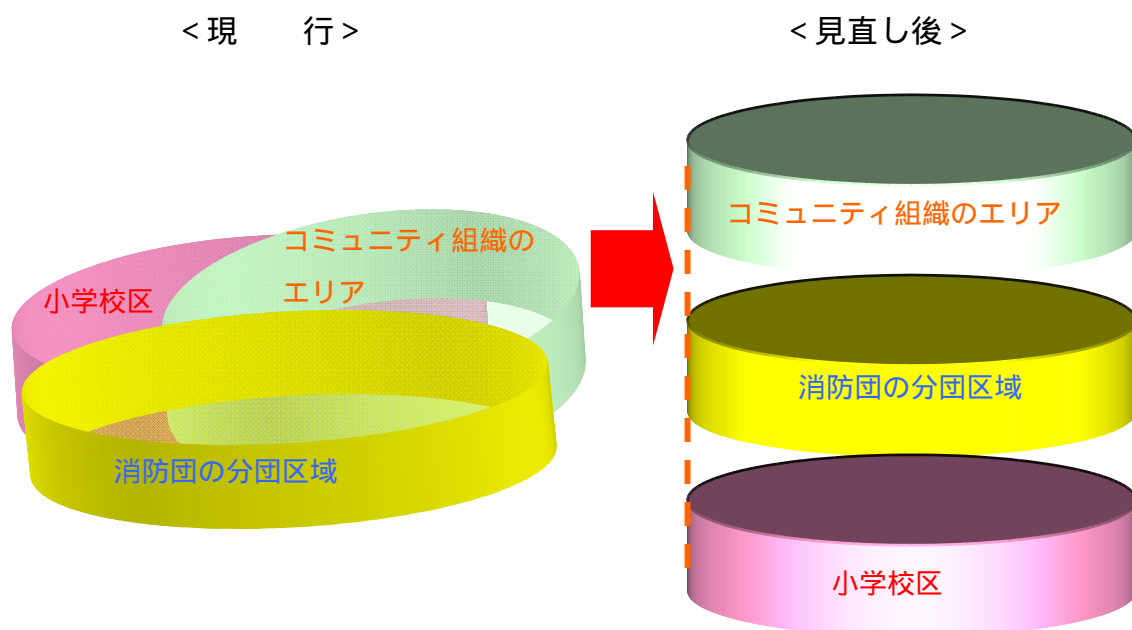 <現　　行>
<見直し後>
コミュニティ組織の
エリア
小学校区
消防団の分団区域
コミュニティ組織のエリア
消防団の分団区域
小学校区